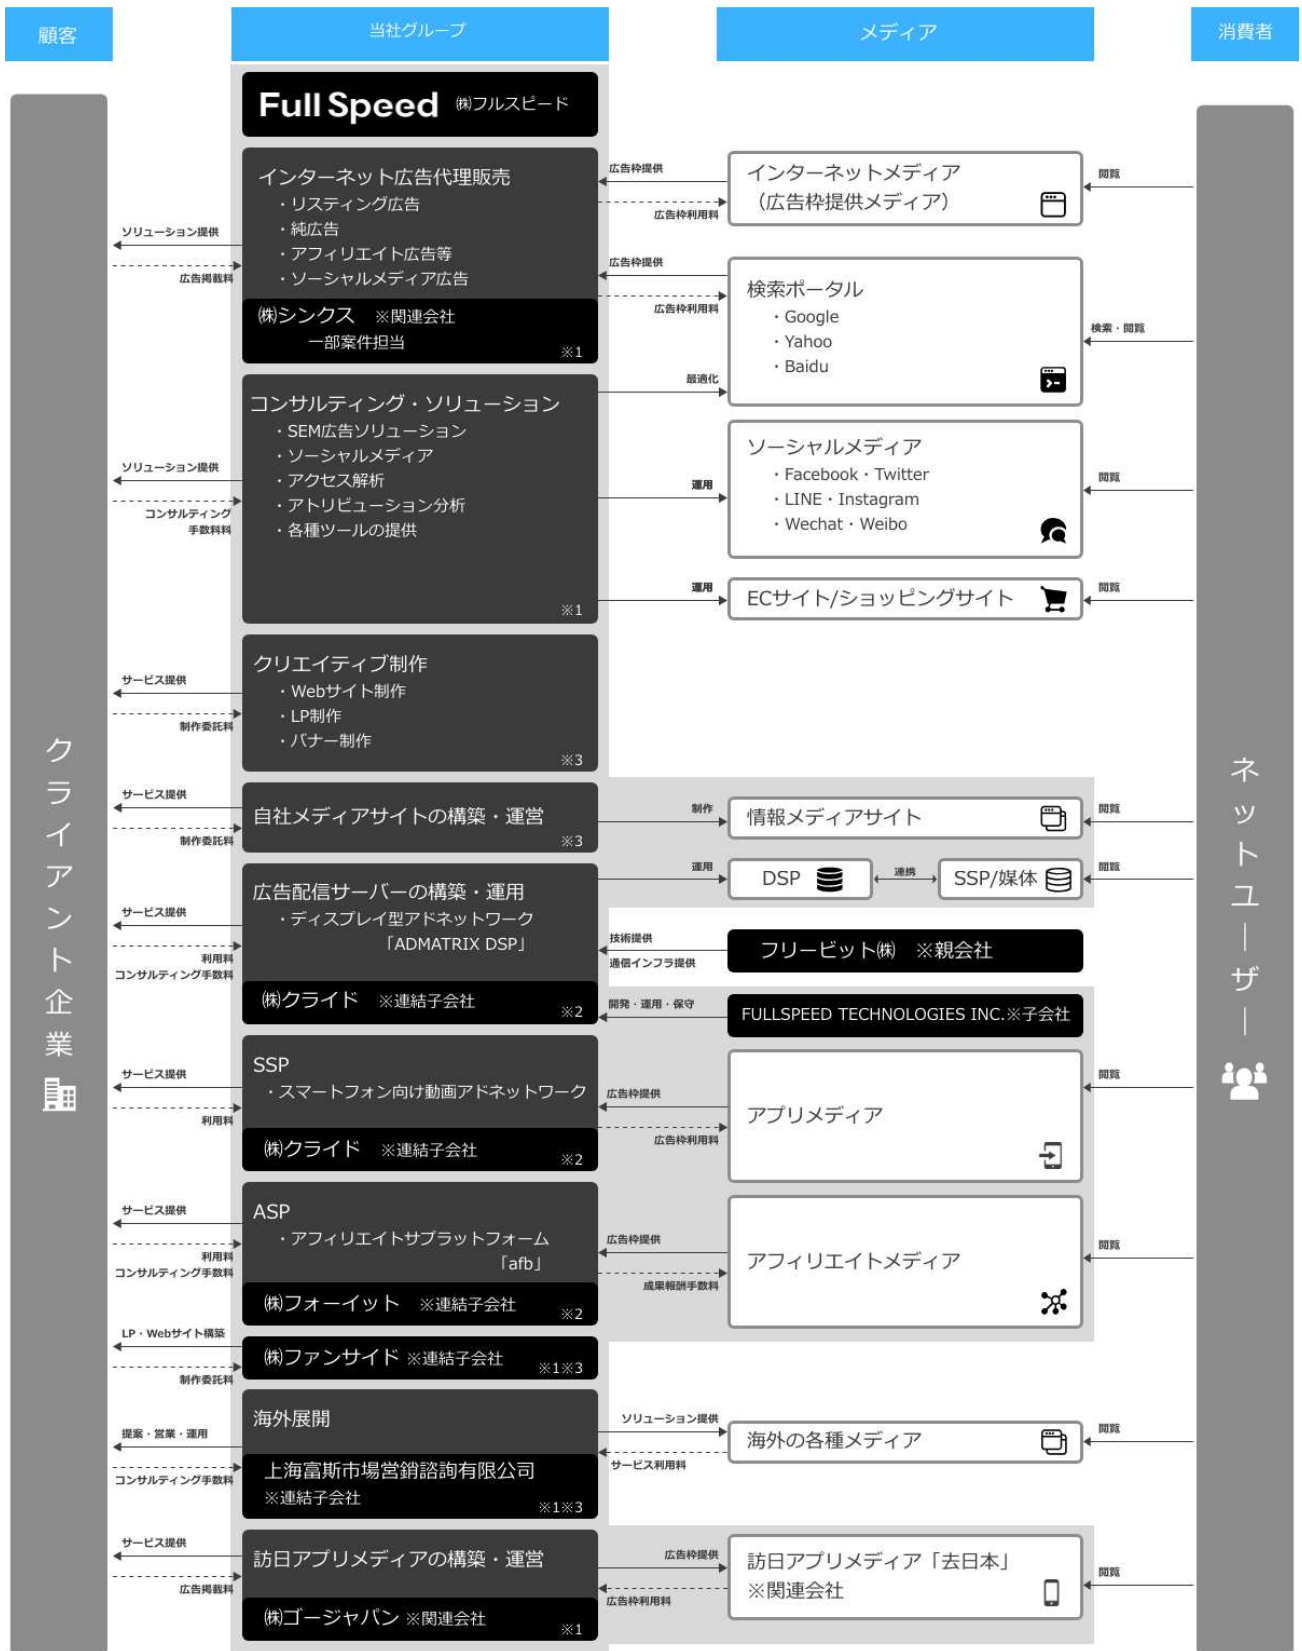 顧客
当社グループ
メディア
消費者
Full Speed ㈱フルスピード
インターネット広告代理販売
・リスティング広告
・純広告
・アフィリエイト広告等
・ソーシャルメディア広告
㈱シンクス ※関連会社
一部案件担当
※1
ソリューション提供
広告掲載料
広告枠提供
広告枠利用料
インターネットメディア
（広告枠提供メディア）
閲覧
広告枠提供
広告枠利用料
検索ポータル
・Google
・Yahoo
・Baidu
検索・閲覧
最適化
コンサルティング・ソリューション
・SEM広告ソリューション
・ソーシャルメディア
・アクセス解析
・アトリビューション分析
・各種ツールの提供
※1
ソリューション提供
コンサルティング
手数料料
運用
ソーシャルメディア
・Facebook・Twitter
・LINE・Instagram
・Wechat・Weibo
閲覧
運用
ECサイト/ショッピングサイト
閲覧
クリエイティブ制作
・Webサイト制作
・LP制作
・バナー制作
※3
サービス提供
制作委託料
クライアント企業
ネットユーザー
自社メディアサイトの構築・運営
※3
サービス提供
制作委託料
制作
情報メディアサイト
閲覧
広告配信サーバーの構築・運用
・ディスプレイ型アドネットワーク
「ADMATRIX DSP」
㈱クライド ※連結子会社
※2
サービス提供
利用料
コンサルティング手数料
運用
DSP
連携
SSP/媒体
閲覧
技術提供
通信インフラ提供
フリービット㈱ ※親会社
開発・運用・保守
FULLSPEED TECHNOLOGIES INC.※子会社
SSP
・スマートフォン向け動画アドネットワーク
㈱クライド ※連結子会社
※2
サービス提供
利用料
広告枠提供
広告枠利用料
アプリメディア
閲覧
ASP
・アフィリエイトサブラットフォーム
「afb」
㈱フォーイット ※連結子会社
※2
サービス提供
利用料
コンサルティング手数料
広告枠提供
成果報酬手数料
アフィリエイトメディア
閲覧
LP・Webサイト構築
制作委託料
㈱ファンサイド ※連結子会社
※1※3
海外展開
上海富斯市場営銷諮詢有限公司
※連結子会社
※1※3
提案・営業・運用
コンサルティング手数料
ソリューション提供
サービス利用料
海外の各種メディア
閲覧
訪日アプリメディアの構築・運営
㈱ゴージャパン ※関連会社
※1
サービス提供
広告掲載料
広告枠提供
広告枠利用料
訪日アプリメディア「去日本」
※関連会社
閲覧